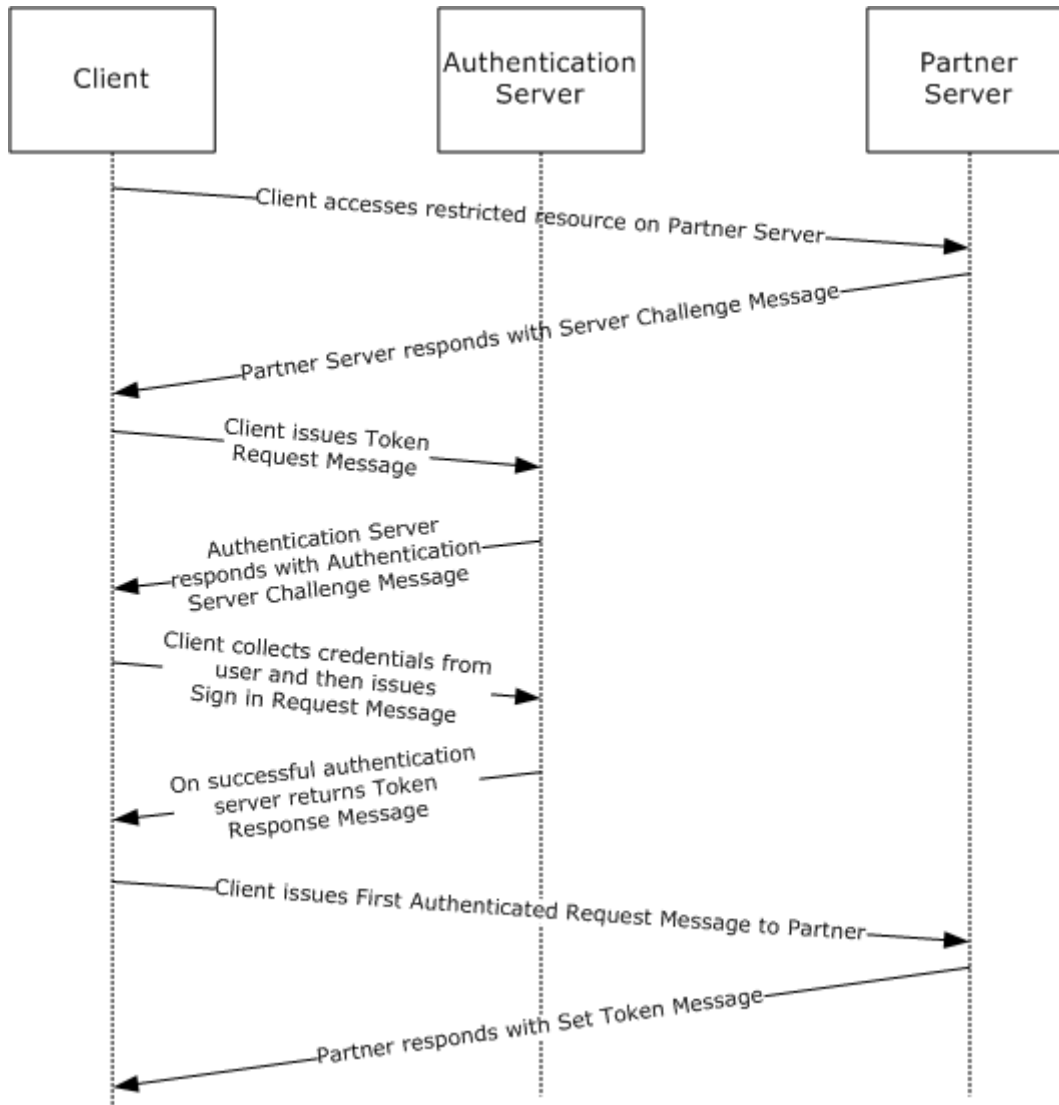 Client
Authentication
Server
Partner
Server
Client accesses restricted resource on Partner Server
Partner Server responds with Server Challenge Message
Client issues Token
Request Message
Authentication Server
responds with Authentication
Server Challenge Message
Client collects credentials from
user and then issues
Sign in Request Message
On successful authentication
server returns Token
Response Message
Client issues First Authenticated Request Message to Partner
Partner responds with Set Token Message